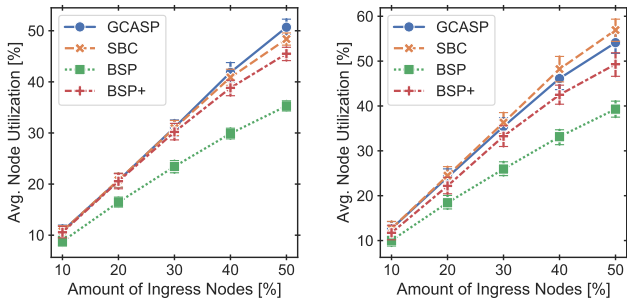 Avg. Node Utilization [%]
50
40
30
20
10
GCASP
SBC
BSP
BSP+
10 20 30 40 50
Amount of Ingress Nodes [%]
Avg. Node Utilization [%]
60
50
40
30
20
10
GCASP
SBC
BSP
BSP+
10 20 30 40 50
Amount of Ingress Nodes [%]